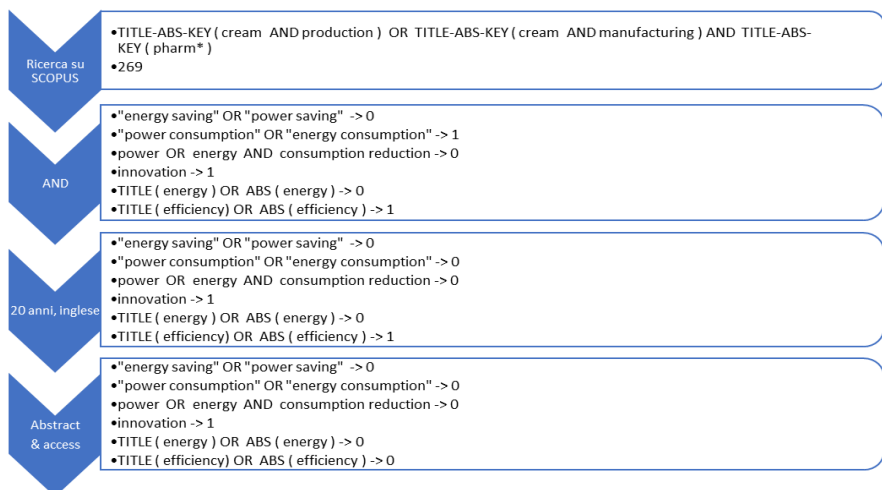 Ricerca su
SCOPUS
•TITLE-ABS-KEY ( cream AND production ) OR TITLE-ABS-KEY ( cream AND manufacturing ) AND TITLE-ABS-
KEY ( pharm* )
•269
AND
•"energy saving" OR "power saving" -> 0
•"power consumption" OR "energy consumption" -> 1
•power OR energy AND consumption reduction -> 0
•innovation -> 1
•TITLE ( energy ) OR ABS ( energy ) -> 0
•TITLE ( efficiency) OR ABS ( efficiency ) -> 1
20 anni, inglese
•"energy saving" OR "power saving" -> 0
•"power consumption" OR "energy consumption" -> 0
•power OR energy AND consumption reduction -> 0
•innovation -> 1
•TITLE ( energy ) OR ABS ( energy ) -> 0
•TITLE ( efficiency) OR ABS ( efficiency ) -> 1
Abstract
& access
•"energy saving" OR "power saving" -> 0
•"power consumption" OR "energy consumption" -> 0
•power OR energy AND consumption reduction -> 0
•innovation -> 1
•TITLE ( energy ) OR ABS ( energy ) -> 0
•TITLE ( efficiency) OR ABS ( efficiency ) -> 0